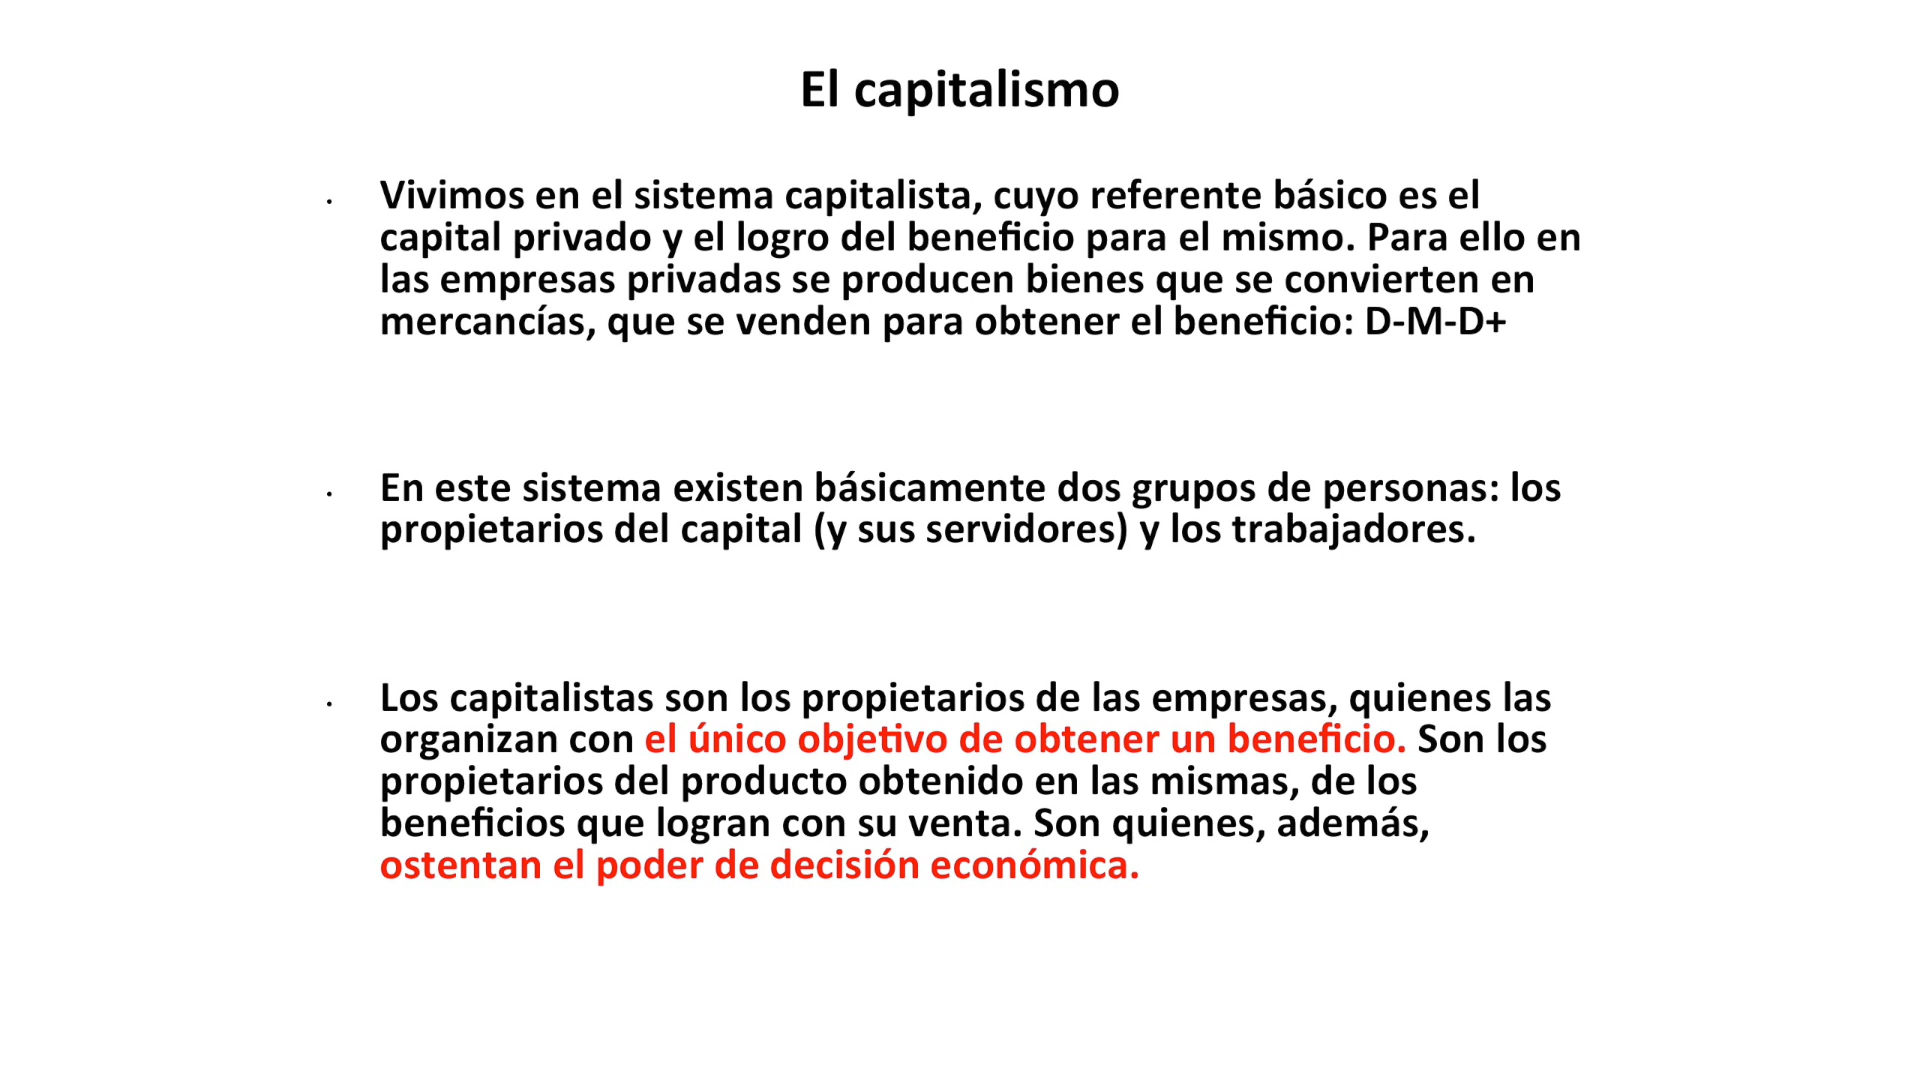 El capitalismo
· Vivimos en el sistema capitalista, cuyo referente básico es el
capital privado y el logro del beneficio para el mismo. Para ello en
las empresas privadas se producen bienes que se convierten en
mercancías, que se venden para obtener el beneficio: D-M-D+
· En este sistema existen básicamente dos grupos de personas: los
propietarios del capital (y sus servidores) y los trabajadores.
· Los capitalistas son los propietarios de las empresas, quienes las
organizan con el único objetivo de obtener un beneficio. Son los
propietarios del producto obtenido en las mismas, de los
beneficios que logran con su venta. Son quienes, además,
ostentan el poder de decisión económica.